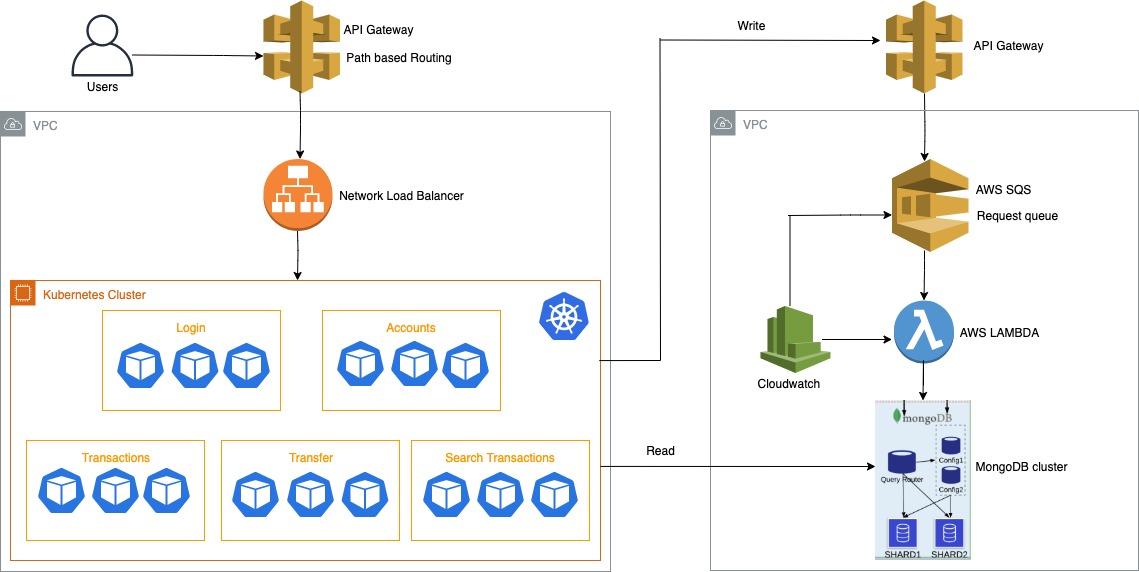 API Gateway
Path based Routing
Users
Write
API Gateway
VPC
VPC
Network Load Balancer
AWS SQS
Request queue
Kubernetes Cluster
Login
Accounts
AWS LAMBDA
Cloudwatch
mongoDB
Transactions
Transfer
Search Transactions
Read
Config1
MongoDB cluster
Query Router
Config2
SHARD1
SHARD2